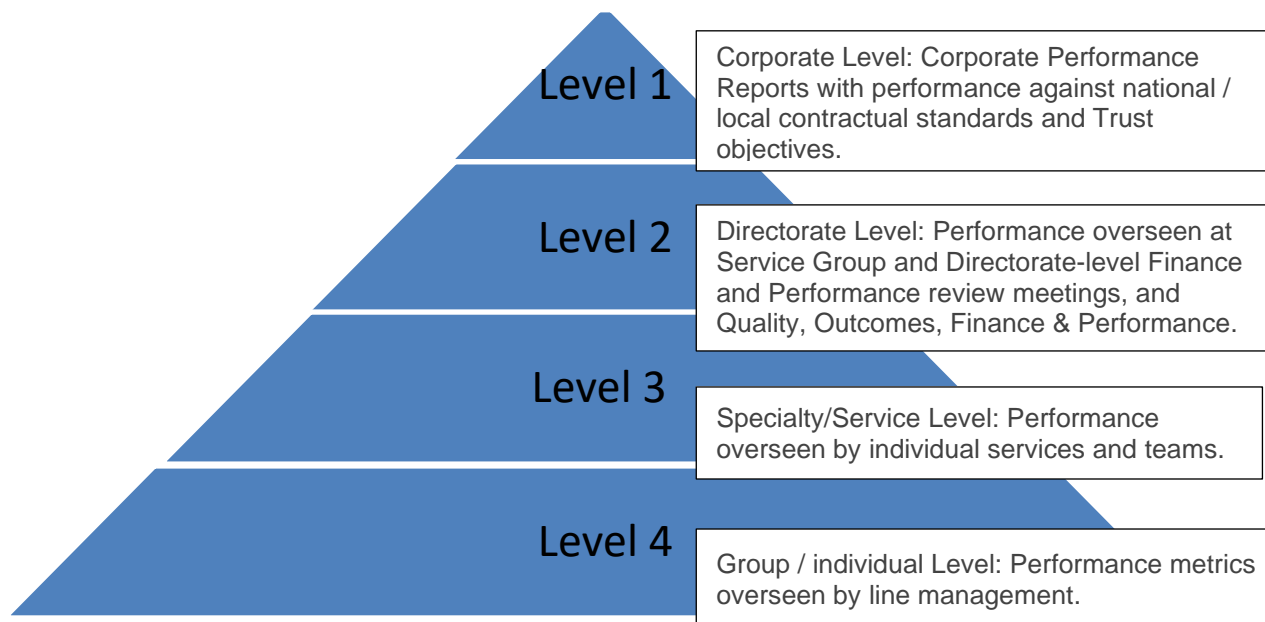 Level 1
Corporate Level: Corporate Performance
Reports with performance against national /
local contractual standards and Trust
objectives.
Level 2
Directorate Level: Performance overseen at
Service Group and Directorate-level Finance
and Performance review meetings, and
Quality, Outcomes, Finance & Performance.
Level 3
Specialty/Service Level: Performance
overseen by individual services and teams.
Level 4
Group / individual Level: Performance metrics
overseen by line management.